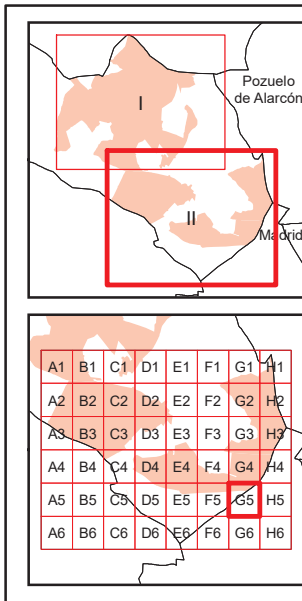 I
Pozuelo
de Alarcón
II
Madrid
A1 B1 C1 D1 E1 F1 G1 H1
A2 B2 C2 D2 E2 F2 G2 H2
A3 B3 C3 D3 E3 F3 G3 H3
A4 B4 C4 D4 E4 F4 G4 H4
A5 B5 C5 D5 E5 F5 G5 H5
A6 B6 C6 D6 E6 F6 G6 H6